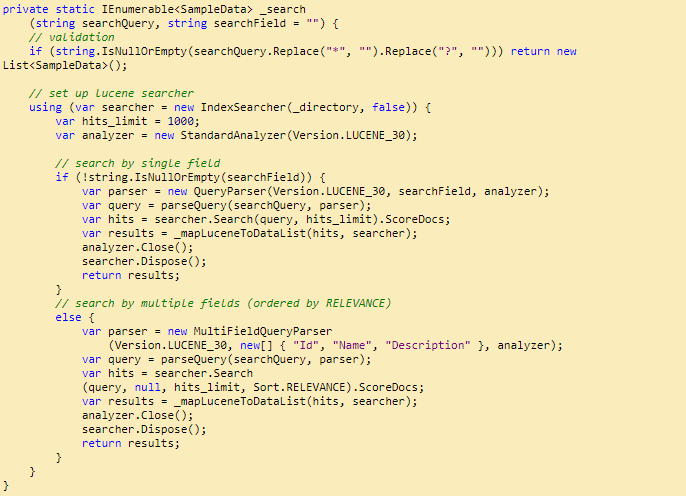 private static IEnumerable<SampleData> _search
    (string searchQuery, string searchField = "") {
    // validation
    if (string.IsNullOrEmpty(searchQuery.Replace("*", "").Replace("?", ""))) return new
List<SampleData>();

    // set up lucene searcher
    using (var searcher = new IndexSearcher(_directory, false)) {
        var hits_limit = 1000;
        var analyzer = new StandardAnalyzer(Version.LUCENE_30);

        // search by single field
        if (!string.IsNullOrEmpty(searchField)) {
            var parser = new QueryParser(Version.LUCENE_30, searchField, analyzer);
            var query = parseQuery(searchQuery, parser);
            var hits = searcher.Search(query, hits_limit).ScoreDocs;
            var results = _mapLuceneToDataList(hits, searcher);
            analyzer.Close();
            searcher.Dispose();
            return results;
        }
        // search by multiple fields (ordered by RELEVANCE)
        else {
            var parser = new MultiFieldQueryParser
                (Version.LUCENE_30, new[] { "Id", "Name", "Description" }, analyzer);
            var query = parseQuery(searchQuery, parser);
            var hits = searcher.Search
            (query, null, hits_limit, Sort.RELEVANCE).ScoreDocs;
            var results = _mapLuceneToDataList(hits, searcher);
            analyzer.Close();
            searcher.Dispose();
            return results;
        }
    }
}